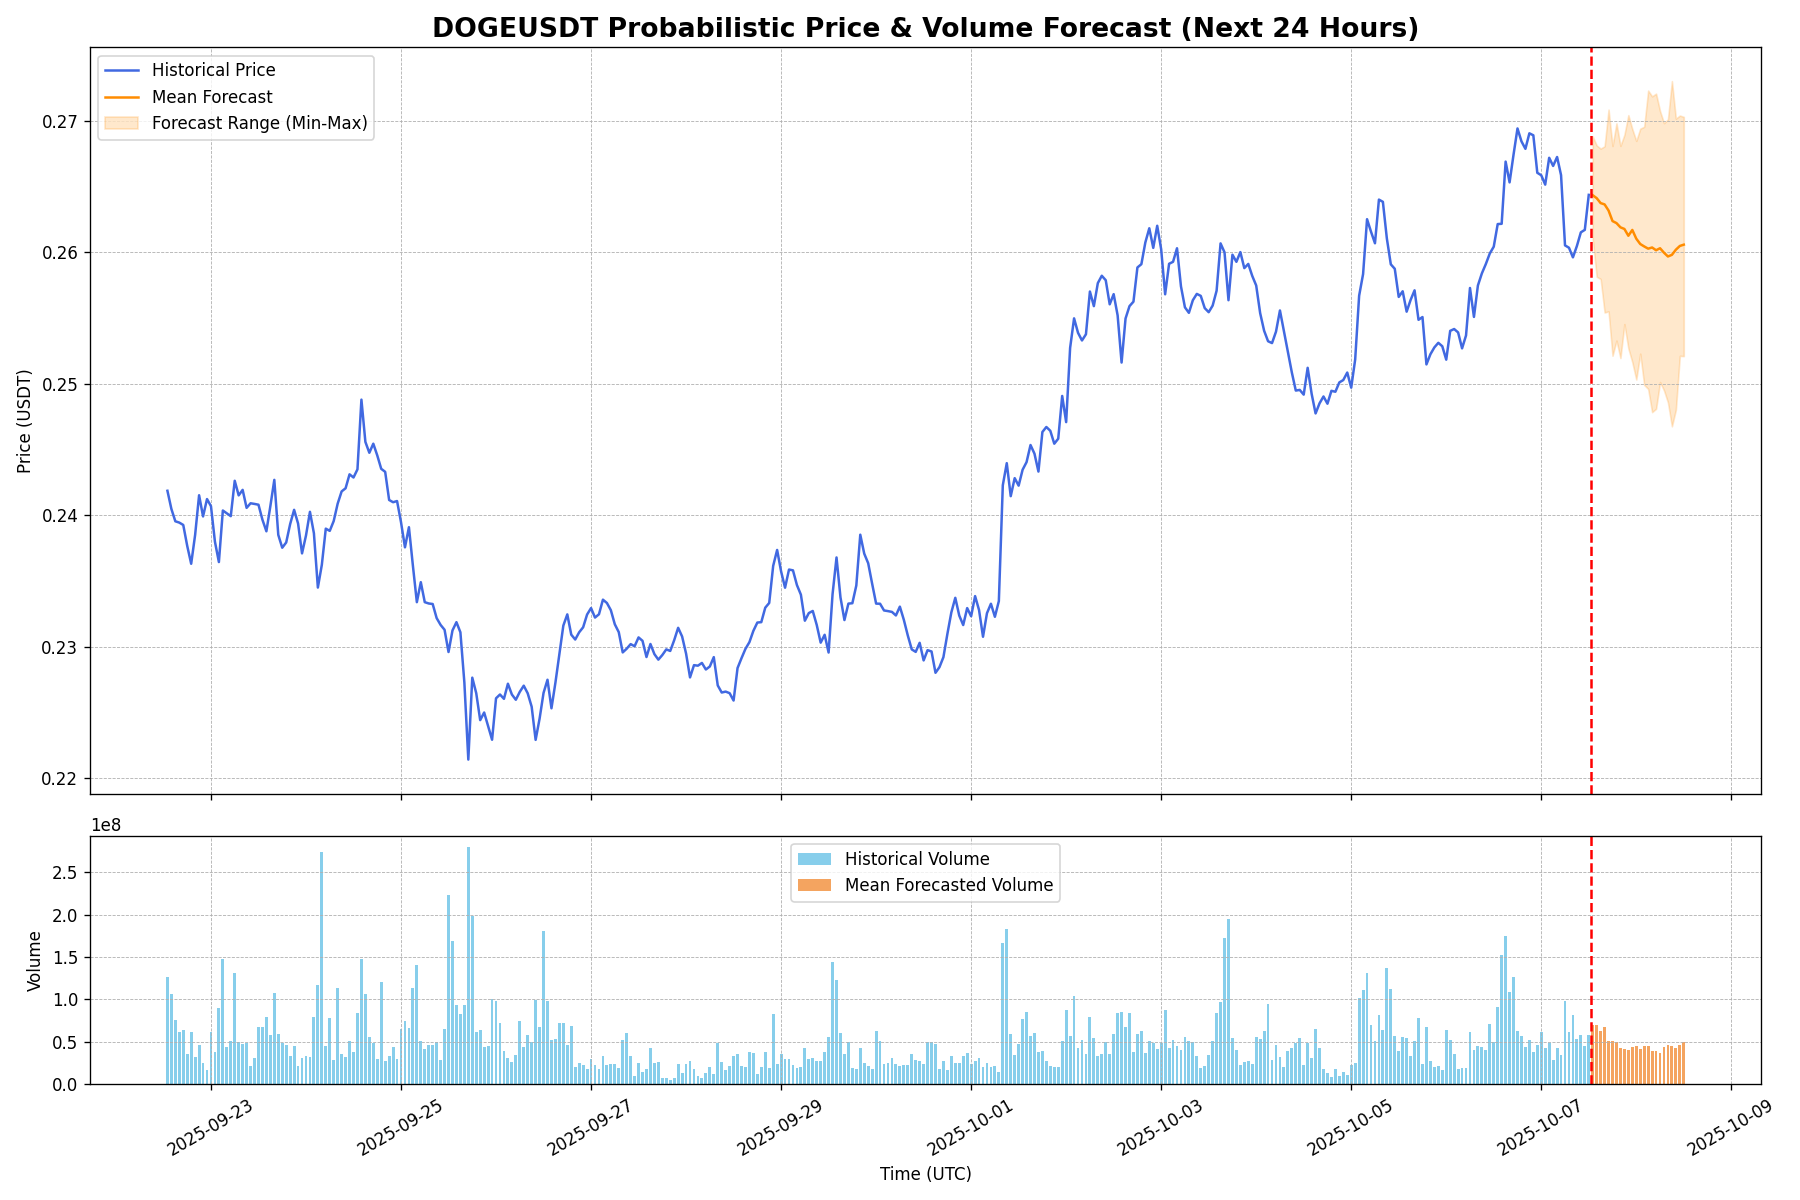 DOGEUSDT Probabilistic Price & Volume Forecast (Next 24 Hours)
Historical Price
Mean Forecast
Forecast Range (Min-Max)
0.27
0.26
0.25
0.24
0.23
0.22
Price (USDT)
1e8
Historical Volume
Mean Forecasted Volume
2.5
2.0
1.5
1.0
0.5
0.0
Volume
2025-09-23
2025-09-25
2025-09-27
2025-09-29
2025-10-01
2025-10-03
2025-10-05
2025-10-07
2025-10-09
Time (UTC)